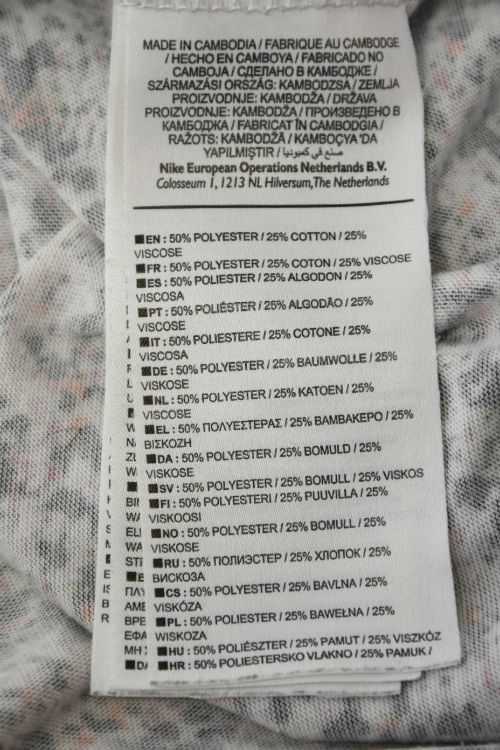 MADE IN CAMBODIA / FABRIQUE AU CAMBODGE
/ HECHO EN CAMBOYA / FABRICADO NO
CAMBOJA / СДЕЛАНО В КАМБОДЖЕ /
SZÁRMAZÁSI ORSZÁG: KAMBODZSA / ZEMLJA
PROIZVODNJE: KAMBODŽA / DRŽAVA
PROIZVODNJE: KAMBODŽA / ПРОИЗВЕДЕНО В
КАМБОДЖА / FABRICAT ÎN CAMBODGIA /
RAŽOTS: KAMBODŽĀ / KAMBOÇYA 'DA
YAPILMIŞTIR / صنع في كمبوديا
Nike European Operations Netherlands B.V.
Colosseum 1, 1213 NL Hilversum, The Netherlands
EN : 50% POLYESTER / 25% COTTON / 25%
VISCOSE
FR : 50% POLYESTER / 25% COTON / 25% VISCOSE
ES : 50% POLIESTER / 25% ALGODON / 25%
VISCOSA
PT : 50% POLIÉSTER / 25% ALGODÃO / 25%
VISCOSE
IT : 50% POLIESTERE / 25% COTONE / 25%
VISCOSA
DE : 50% POLYESTER / 25% BAUMWOLLE / 25%
VISKOSE
NL : 50% POLYESTER / 25% KATOEN / 25%
VISCOSE
EL : 50% ΠΟΛΥΕΣΤΕΡΑΣ / 25% ΒΑΜΒΑΚΕΡΟ / 25%
ΒΙΣΚΟΖΗ
DA : 50% POLYESTER / 25% BOMULD / 25%
VISKOSE
SV : 50% POLYESTER / 25% BOMULL / 25% VISKOS
FI : 50% POLYESTERI / 25% PUUVILLA / 25%
VISKOOSI
NO : 50% POLYESTER / 25% BOMULL / 25%
VISKOSE
RU : 50% ПОЛИЭСТЕР / 25% ХЛОПОК / 25%
ВИСКОЗА
CS : 50% POLYESTER / 25% BAVLNA / 25%
VISKÓZA
PL : 50% POLYESTER / 25% BAWEŁNA / 25%
WISKOZA
HU : 50% POLIÉSZTER / 25% PAMUT / 25% VISZKÓZ
HR : 50% POLIESTERSKO VLAKNO / 25% PAMUK /